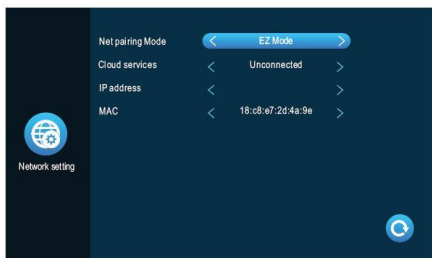 Net pairing Mode < EZ Mode >
Cloud services < Unconnected >
IP address < >
MAC < 18:c8:e7:2d:4a:9e >
Network setting